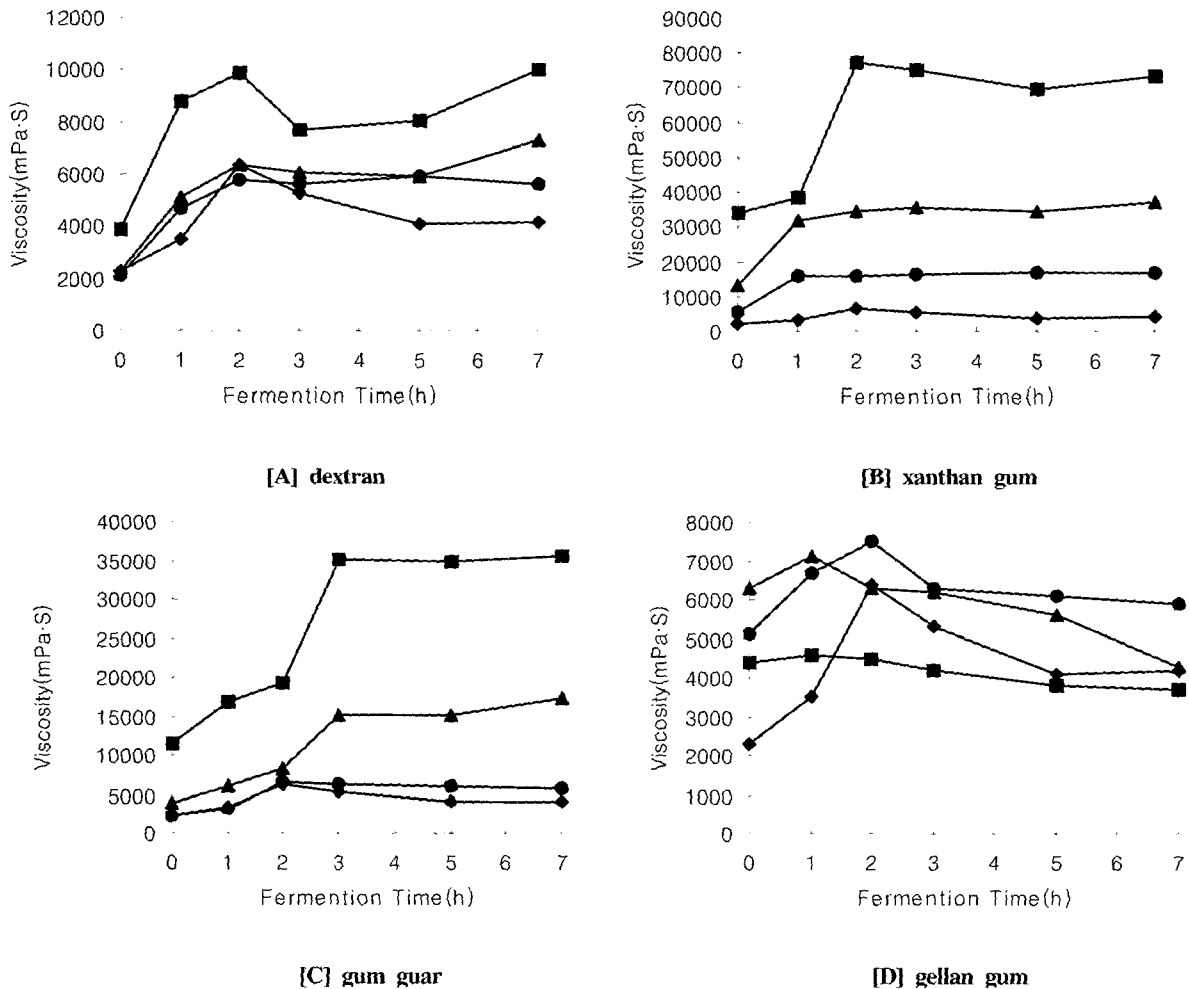 12000
10000
8000
6000
4000
2000
0
Viscosity(mPa·S)
0 1 2 3 4 5 6 7
Fermention Time(h)
[A] dextran
90000
80000
70000
60000
50000
40000
30000
20000
10000
0
Viscosity(mPa·S)
0 1 2 3 4 5 6 7
Fermention Time(h)
[B] xanthan gum
40000
35000
30000
25000
20000
15000
10000
5000
0
Viscosity(mPa·S)
0 1 2 3 4 5 6 7
Fermention Time(h)
[C] gum guar
8000
7000
6000
5000
4000
3000
2000
1000
0
Viscosity(mPa·S)
0 1 2 3 4 5 6 7
Fermention Time(h)
[D] gellan gum